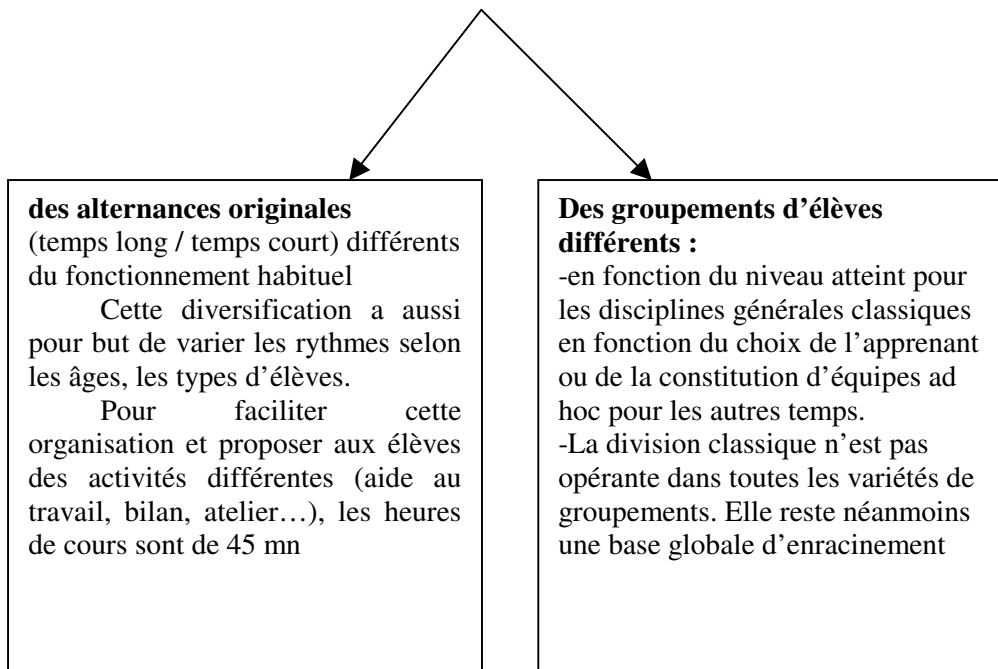 des alternances originales
(temps long / temps court) différents
du fonctionnement habituel
Cette diversification a aussi
pour but de varier les rythmes selon
les âges, les types d’élèves.
Pour faciliter cette
organisation et proposer aux élèves
des activités différentes (aide au
travail, bilan, atelier…), les heures
de cours sont de 45 mn
Des groupements d’élèves
différents :
-en fonction du niveau atteint pour
les disciplines générales classiques
en fonction du choix de l’apprenant
ou de la constitution d’équipes ad
hoc pour les autres temps.
-La division classique n’est pas
opérante dans toutes les variétés de
groupements. Elle reste néanmoins
une base globale d’enracinement